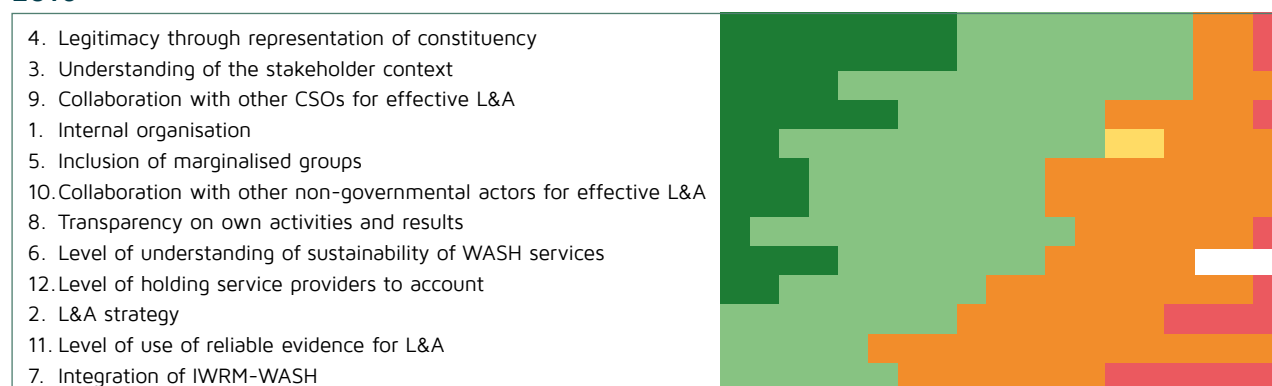 4. Legitimacy through representation of constituency
3. Understanding of the stakeholder context
9. Collaboration with other CSOs for effective L&A
1. Internal organisation
5. Inclusion of marginalised groups
10. Collaboration with other non-governmental actors for effective L&A
8. Transparency on own activities and results
6. Level of understanding of sustainability of WASH services
12. Level of holding service providers to account
2. L&A strategy
11. Level of use of reliable evidence for L&A
7. Integration of IWRM-WASH